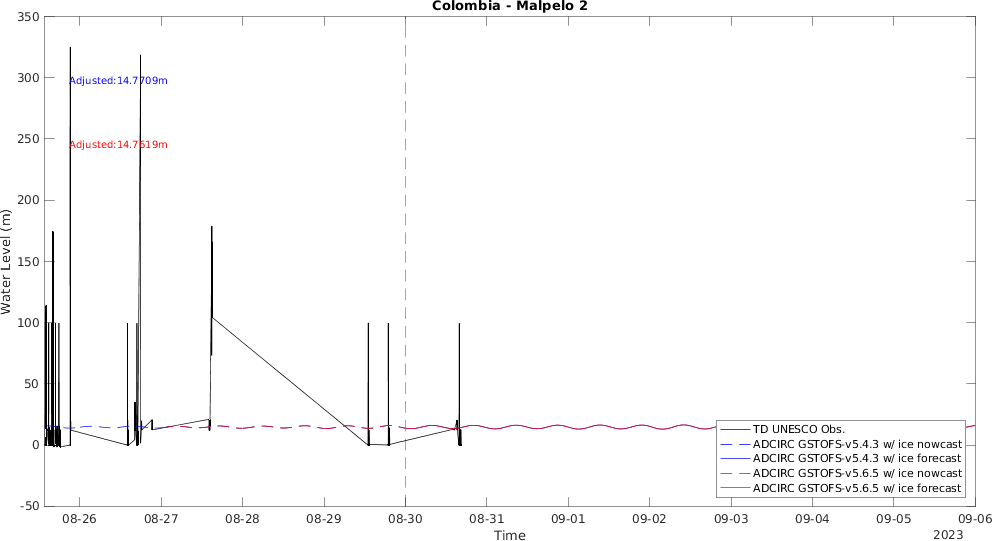 Colombia - Malpelo 2
350
300
250
200
150
100
50
0
-50
Water Level (m)
Adjusted:14.7709m
Adjusted:14.7619m
TD UNESCO Obs.
ADCIRC GSTOFS-v5.4.3 w/ ice nowcast
ADCIRC GSTOFS-v5.4.3 w/ ice forecast
ADCIRC GSTOFS-v5.6.5 w/ ice nowcast
ADCIRC GSTOFS-v5.6.5 w/ ice forecast
08-26 08-27 08-28 08-29 08-30 08-31 09-01 09-02 09-03 09-04 09-05 09-06
Time
2023